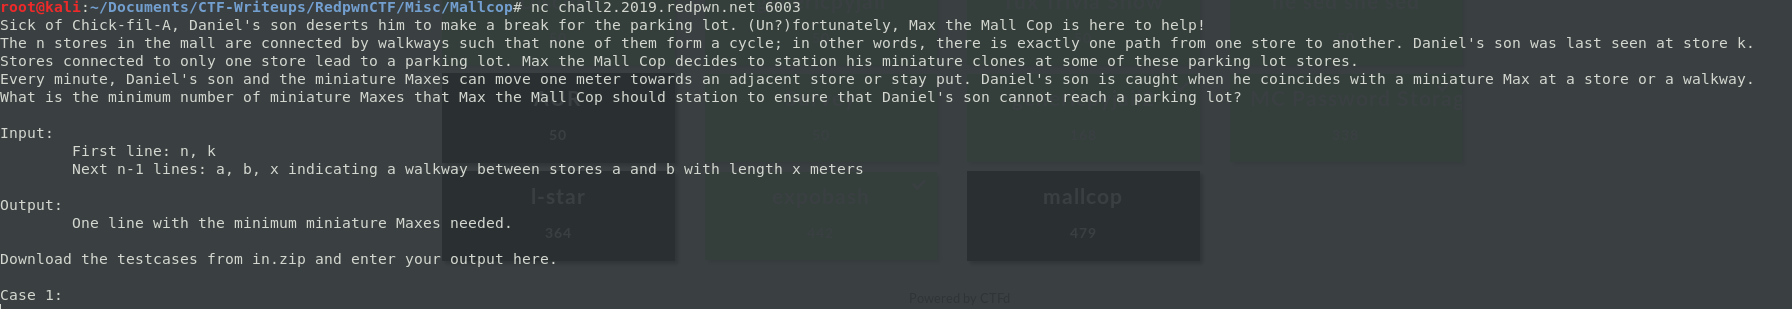 root@kali:~/Documents/CTF-Writeups/RedpwnCTF/Misc/Mallcop# nc chall2.2019.redpwn.net 6003
Sick of Chick-fil-A, Daniel's son deserts him to make a break for the parking lot. (Un?)fortunately, Max the Mall Cop is here to help!
The n stores in the mall are connected by walkways such that none of them form a cycle; in other words, there is exactly one path from one store to another. Daniel's son was last seen at store k.
Stores connected to only one store lead to a parking lot. Max the Mall Cop decides to station his miniature clones at some of these parking lot stores.
Every minute, Daniel's son and the miniature Maxes can move one meter towards an adjacent store or stay put. Daniel's son is caught when he coincides with a miniature Max at a store or a walkway.
What is the minimum number of miniature Maxes that Max the Mall Cop should station to ensure that Daniel's son cannot reach a parking lot?
50
Input:
First line: n, k
Next n-1 lines: a, b, x indicating a walkway between stores a and b with length x meters
l-star
mallcop
Output:
One line with the minimum miniature Maxes needed.
364
479
Download the testcases from in.zip and enter your output here.
Case 1:
Powered by CTFd